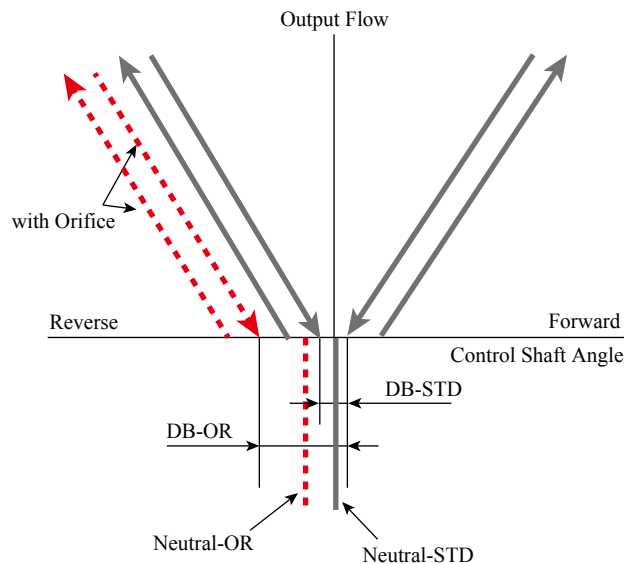 Output Flow
with Orifice
Reverse
Forward
Control Shaft Angle
DB-STD
DB-OR
Neutral-OR
Neutral-STD